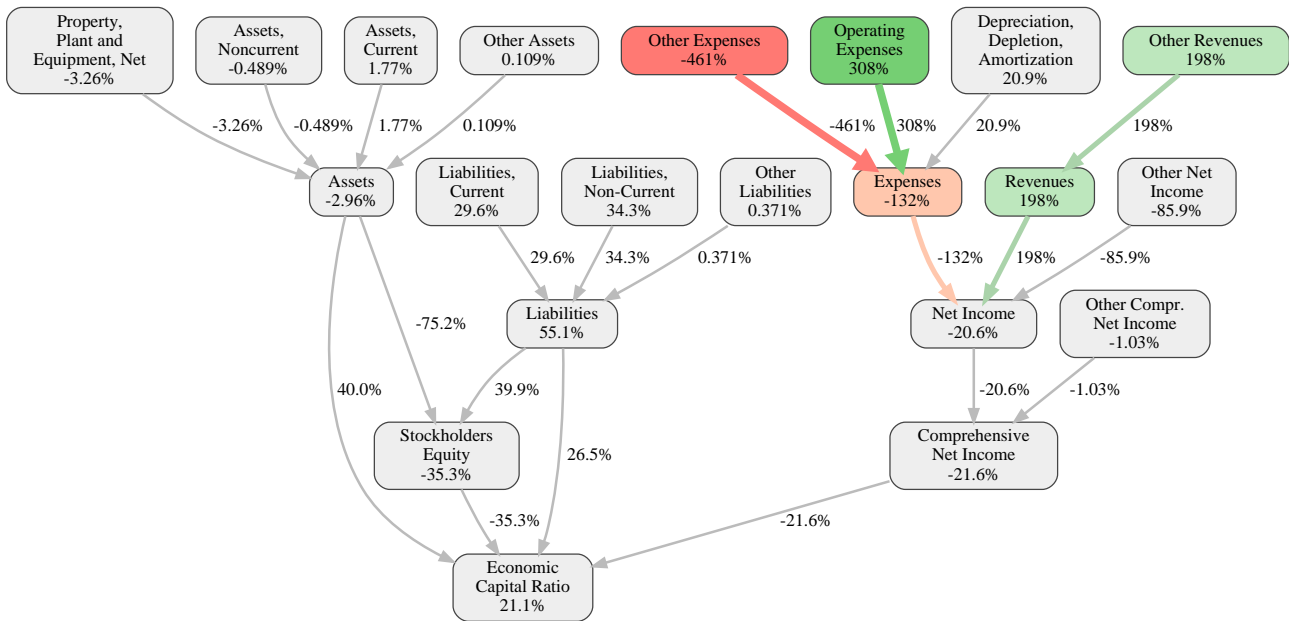 Property,
Plant and
Equipment, Net
-3.26%
Assets,
Noncurrent
-0.489%
Assets,
Current
1.77%
Other Assets
0.109%
Other Expenses
-461%
Operating
Expenses
308%
Depreciation,
Depletion,
Amortization
20.9%
Other Revenues
198%
-3.26%
-0.489%
1.77%
0.109%
-461%
308%
20.9%
198%
Assets
-2.96%
Liabilities,
Current
29.6%
Liabilities,
Non-Current
34.3%
Other
Liabilities
0.371%
Expenses
-132%
Revenues
198%
Other Net
Income
-85.9%
29.6%
34.3%
0.371%
-132%
198%
-85.9%
-75.2%
Liabilities
55.1%
Net Income
-20.6%
Other Compr.
Net Income
-1.03%
40.0%
39.9%
-20.6%
-1.03%
Stockholders
Equity
-35.3%
26.5%
Comprehensive
Net Income
-21.6%
-35.3%
-21.6%
Economic
Capital Ratio
21.1%